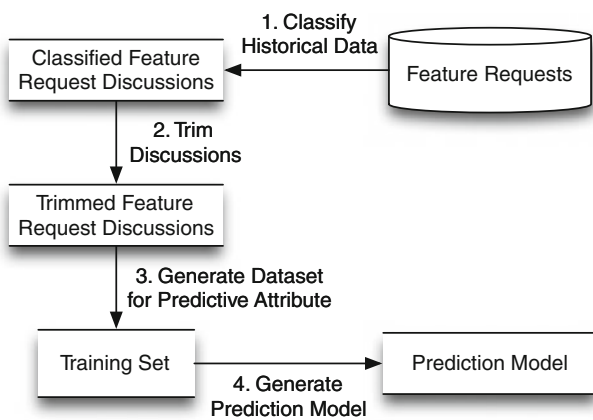 1. Classify
Historical Data
Classified Feature
Request Discussions
Feature Requests
2. Trim
Discussions
Trimmed Feature
Request Discussions
3. Generate Dataset
for Predictive Attribute
Training Set
Prediction Model
4. Generate
Prediction Model